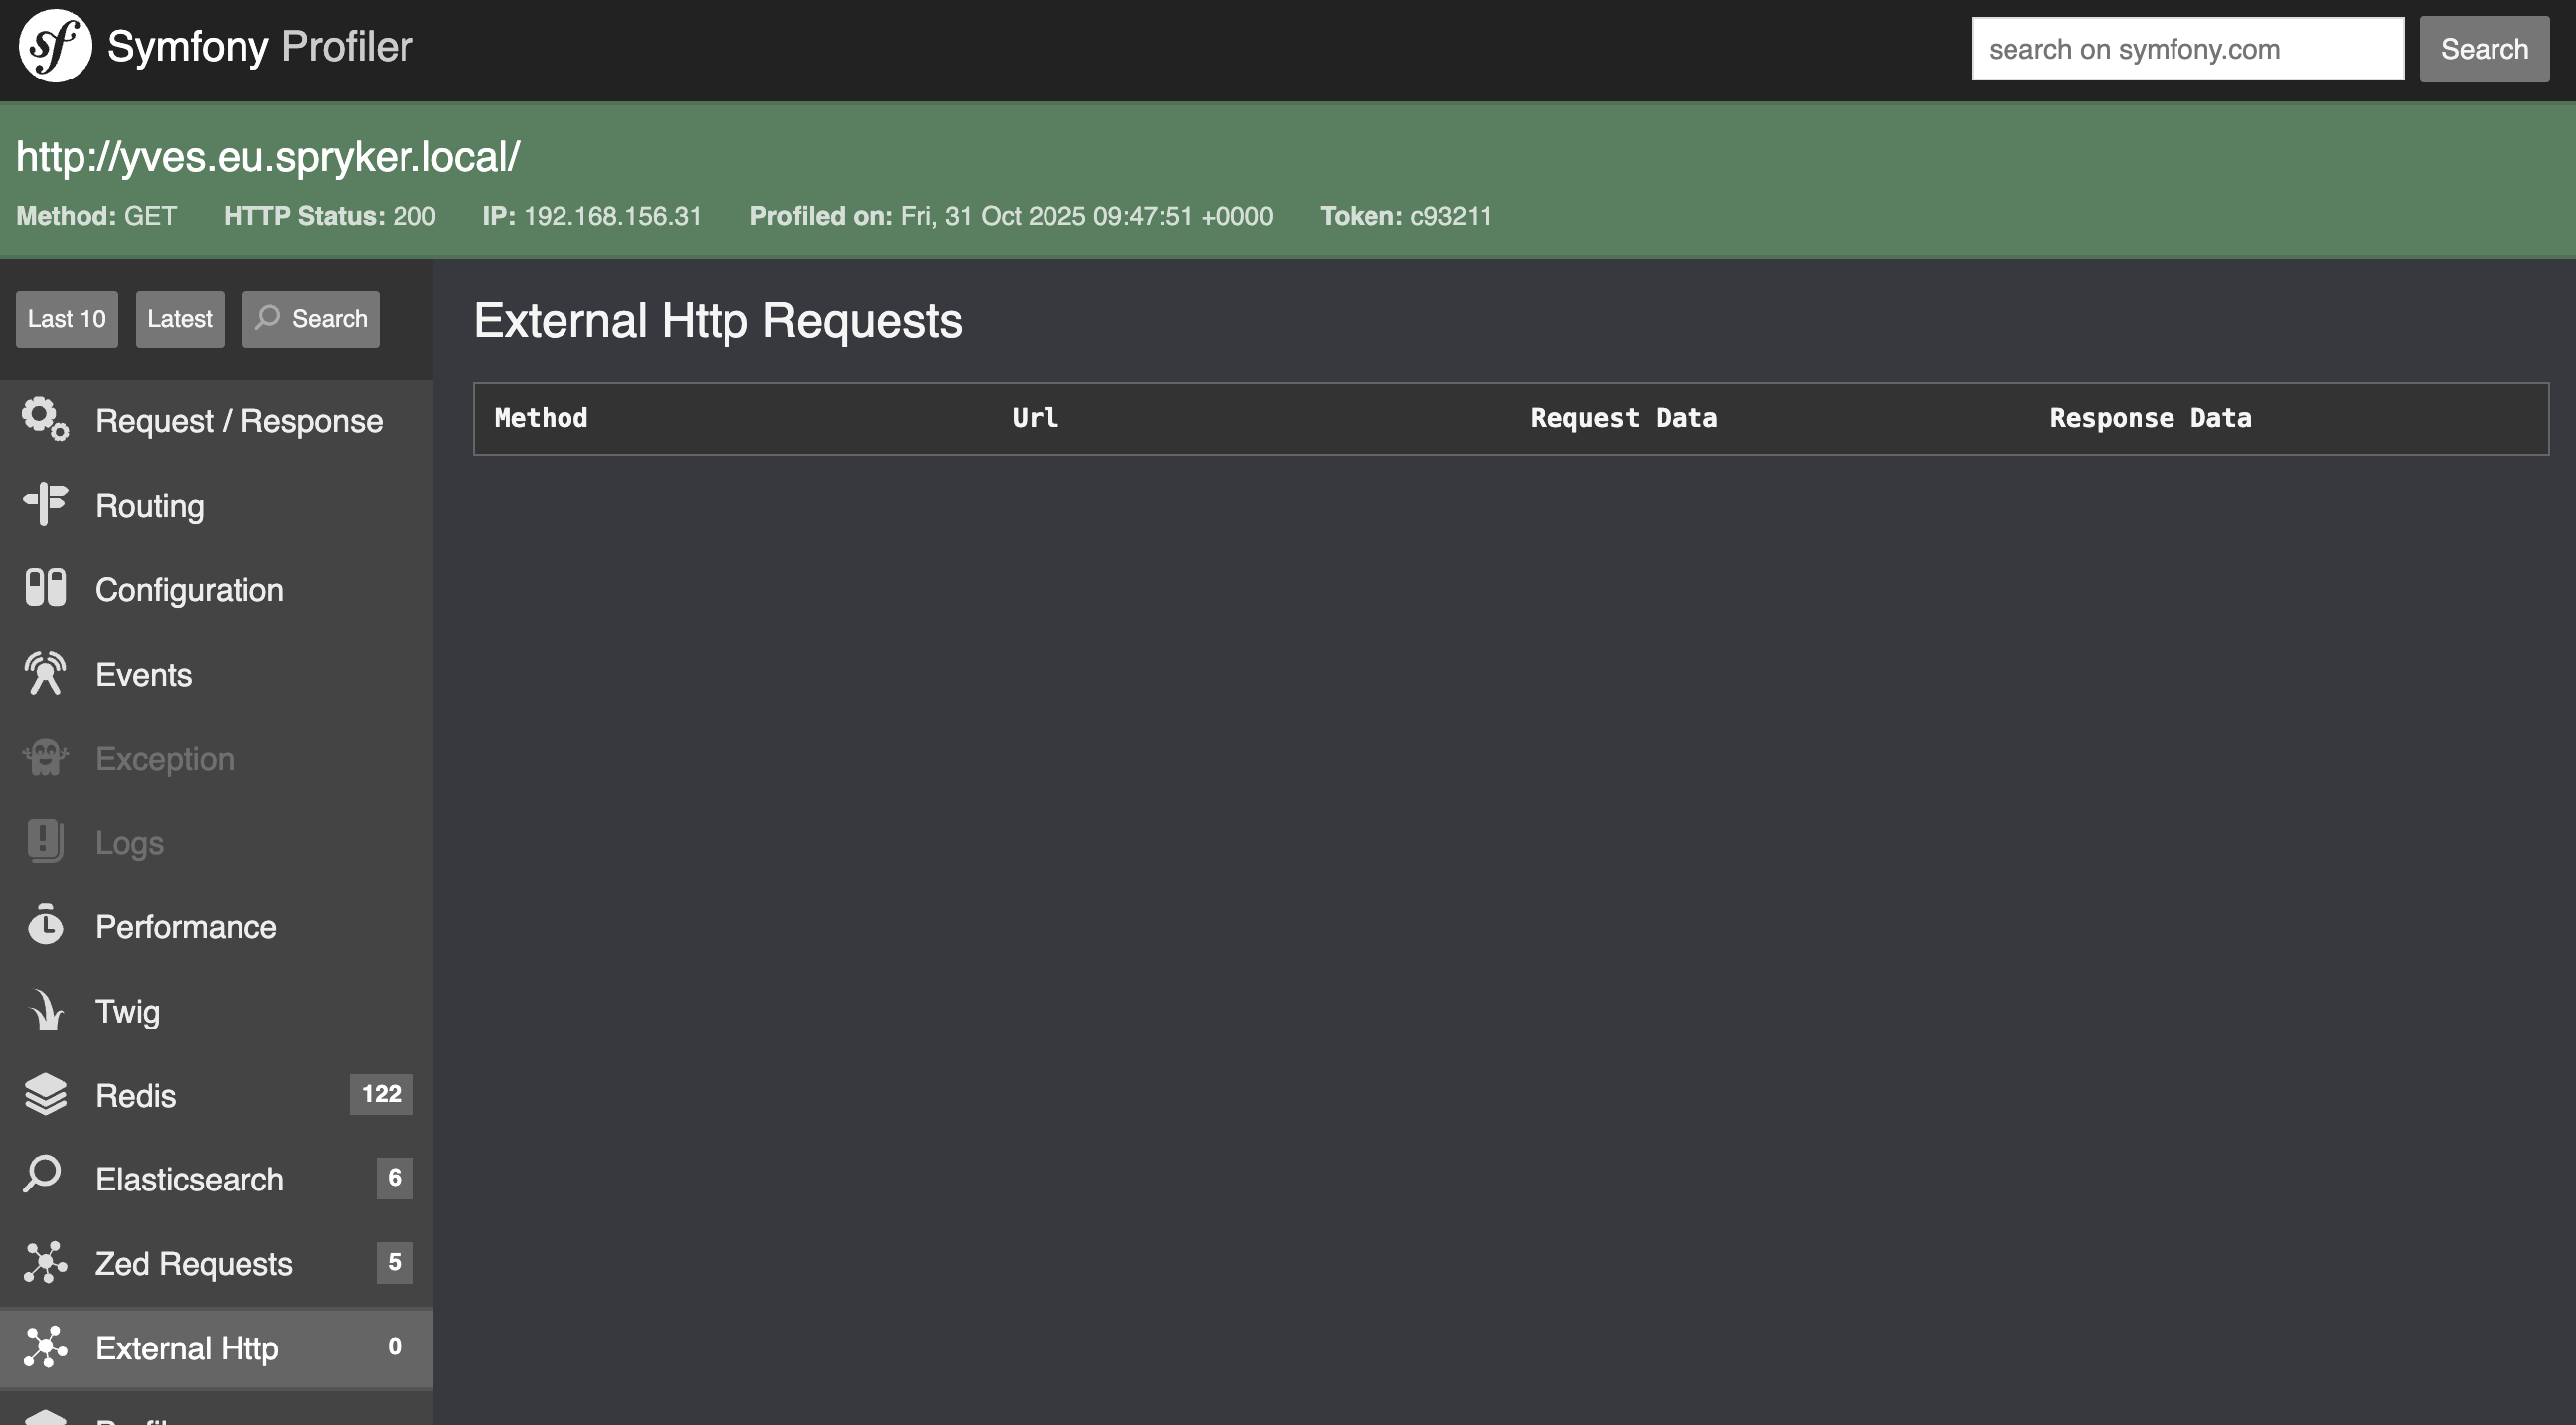 Symfony Profiler
search on symfony.com
Search
http://yves.eu.spryker.local/
Method: GET HTTP Status: 200 IP: 192.168.156.31 Profiled on: Fri, 31 Oct 2025 09:47:51 +0000 Token: c93211
Last 10
Latest
Search
Request / Response
Routing
Configuration
Events
Exception
Logs
Performance
Twig
Redis 122
Elasticsearch 6
Zed Requests 5
External Http 0
External Http Requests
Method Url Request Data Response Data